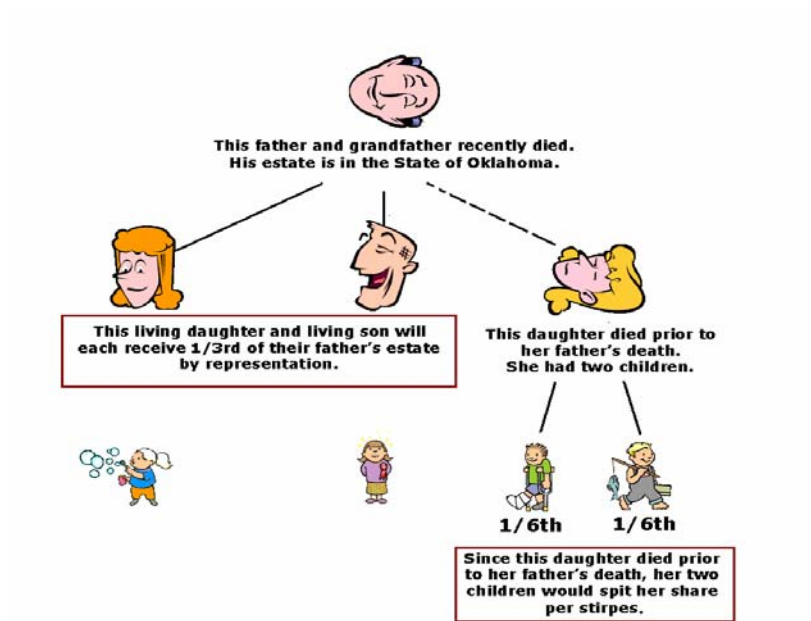 This father and grandfather recently died.
His estate is in the State of Oklahoma.
This living daughter and living son will
each receive 1/3rd of their father's estate
by representation.
This daughter died prior to
her father's death.
She had two children.
1/6th
1/6th
Since this daughter died prior
to her father's death, her two
children would spit her share
per stirpes.